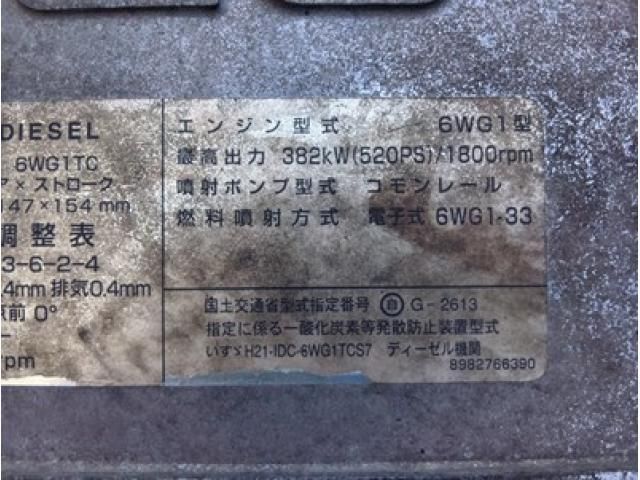 DIESEL
6WG1TC
ア×ストローク
147×154mm
調整表
3-6-2-4
.4mm 排気0.4mm
前 0°
rpm
エンジン型式 6WG1型
最高出力 382kW(520PS)/1800rpm
噴射ポンプ型式 コモンレール
燃料噴射方式 電子式 6WG1-33
国土交通省型式指定番号 自 G-2613
指定に係る一酸化炭素等発散防止装置型式
いすゞH21-IDC-6WG1TCS7 ディーゼル機関
8982766390